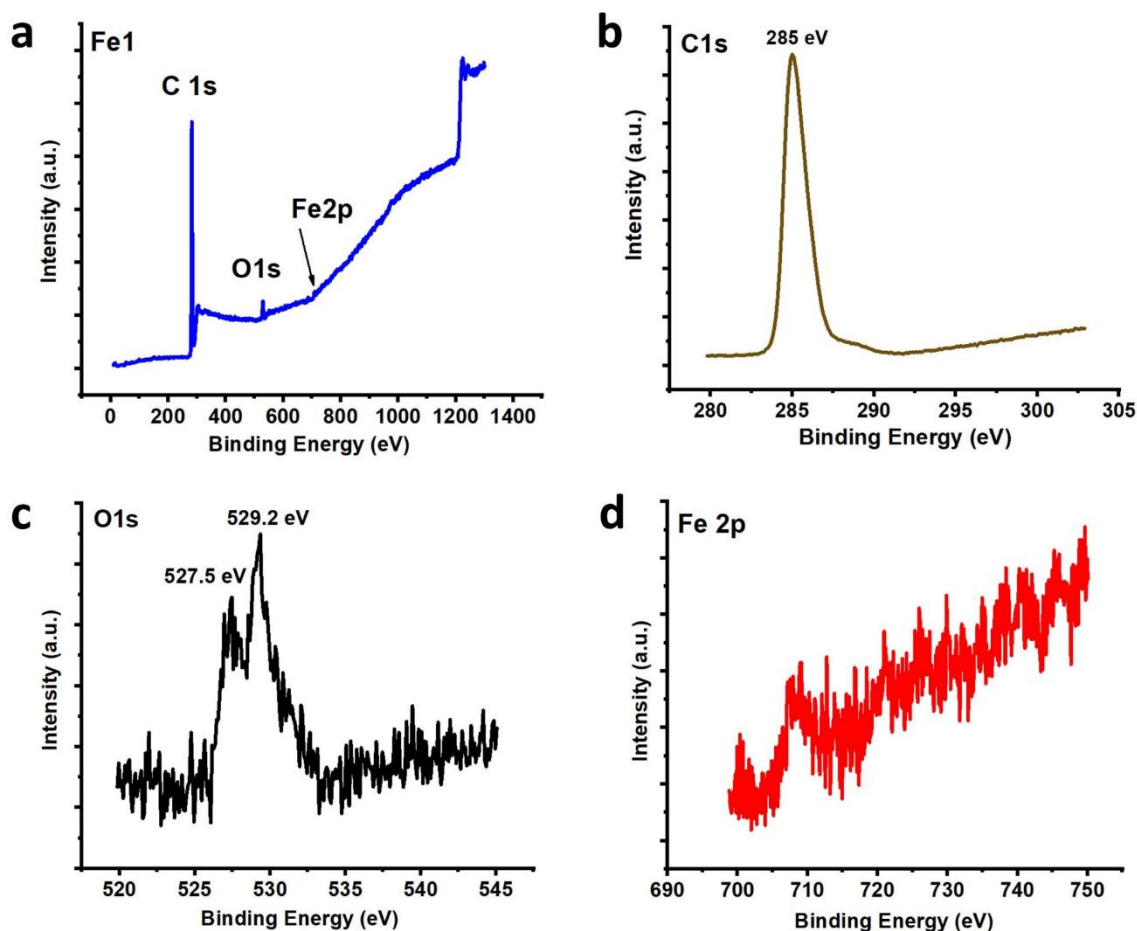 a
Fe1
C 1s
O1s
Fe2p
Intensity (a.u.)
0 200 400 600 800 1000 1200 1400
Binding Energy (eV)
b
C1s
285 eV
Intensity (a.u.)
280 285 290 295 300 305
Binding Energy (eV)
c
O1s
529.2 eV
527.5 eV
Intensity (a.u.)
520 525 530 535 540 545
Binding Energy (eV)
d
Fe 2p
Intensity (a.u.)
690 700 710 720 730 740 750
Binding Energy (eV)